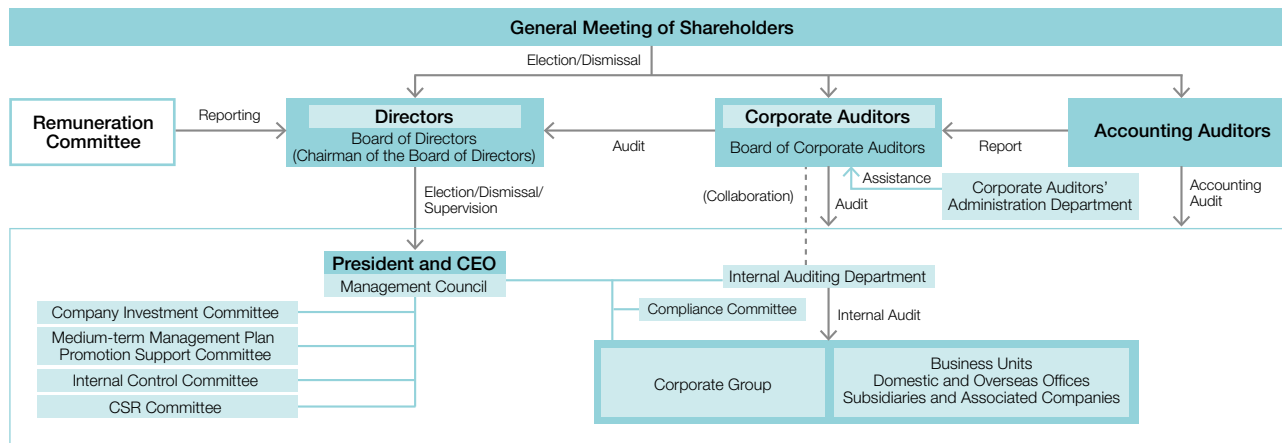 General Meeting of Shareholders
Election/Dismissal
Remuneration
Committee
Reporting
Directors
Board of Directors
(Chairman of the Board of Directors)
Audit
Corporate Auditors
Board of Corporate Auditors
Report
Accounting Auditors
Election/Dismissal/
Supervision
(Collaboration)
Audit
Assistance
Corporate Auditors'
Administration Department
Accounting
Audit
President and CEO
Management Council
Internal Auditing Department
Company Investment Committee
Medium-term Management Plan
Promotion Support Committee
Internal Control Committee
CSR Committee
Compliance Committee
Internal Audit
Corporate Group
Business Units
Domestic and Overseas Offices
Subsidiaries and Associated Companies